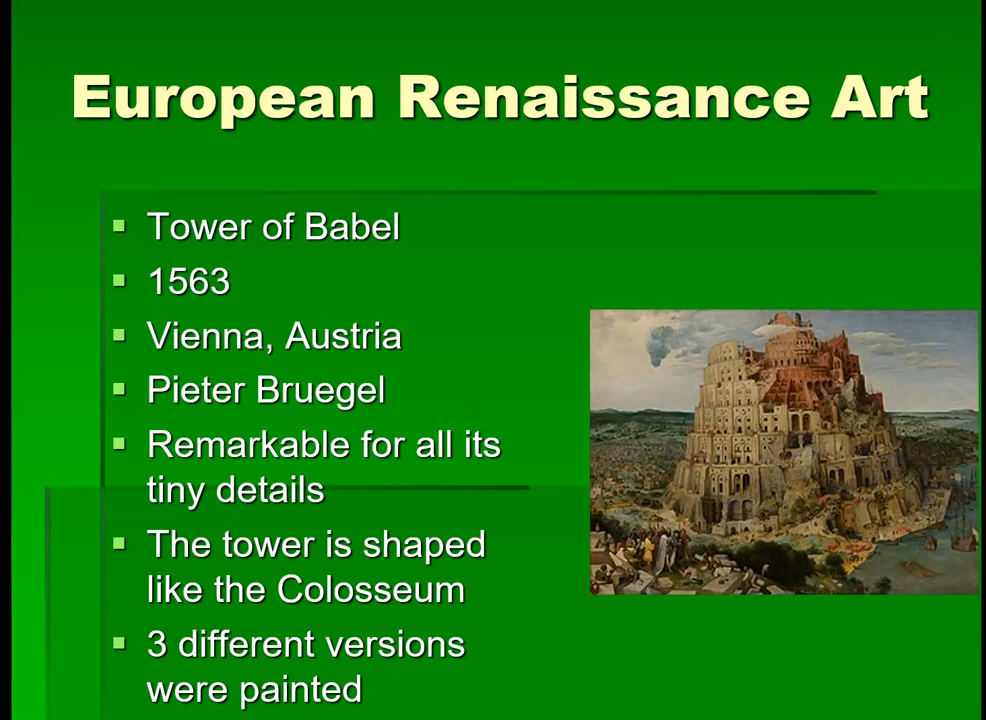 European Renaissance Art
Tower of Babel
1563
Vienna, Austria
Pieter Bruegel
Remarkable for all its
tiny details
The tower is shaped
like the Colosseum
3 different versions
were painted